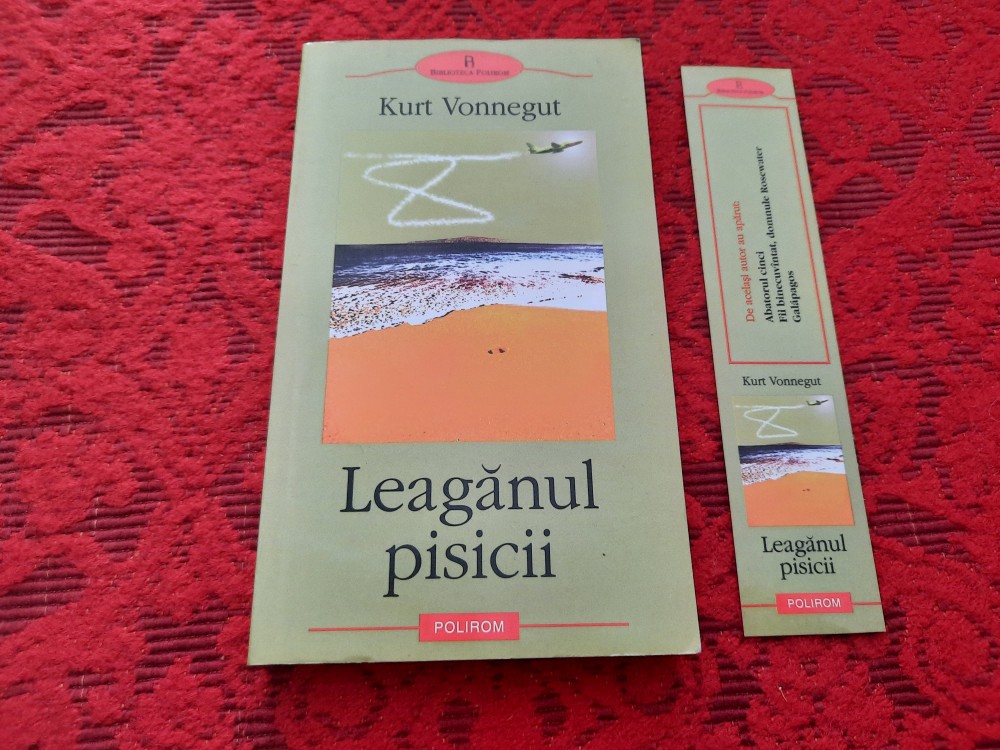 BIBLIOTECA POLIROM
Kurt Vonnegut
Leagănul
pisicii
POLIROM
De același autor au apărut:
Abatorul cinci
Fii binecuvîntat, domnule Rosewater
Galápagos
Kurt Vonnegut
Leagănul
pisicii
POLIROM